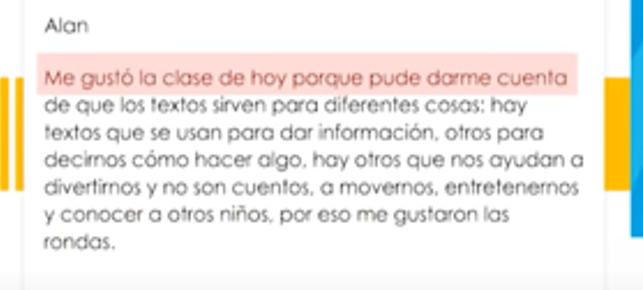 Alan
Me gustó la clase de hoy porque pude darme cuenta
de que los textos sirven para diferentes cosas: hay
textos que se usan para dar información, otros para
decirnos cómo hacer algo, hay otros que nos ayudan a
divertirnos y no son cuentos, a movernos, entretenernos
y conocer a otros niños, por eso me gustaron las
rondas.